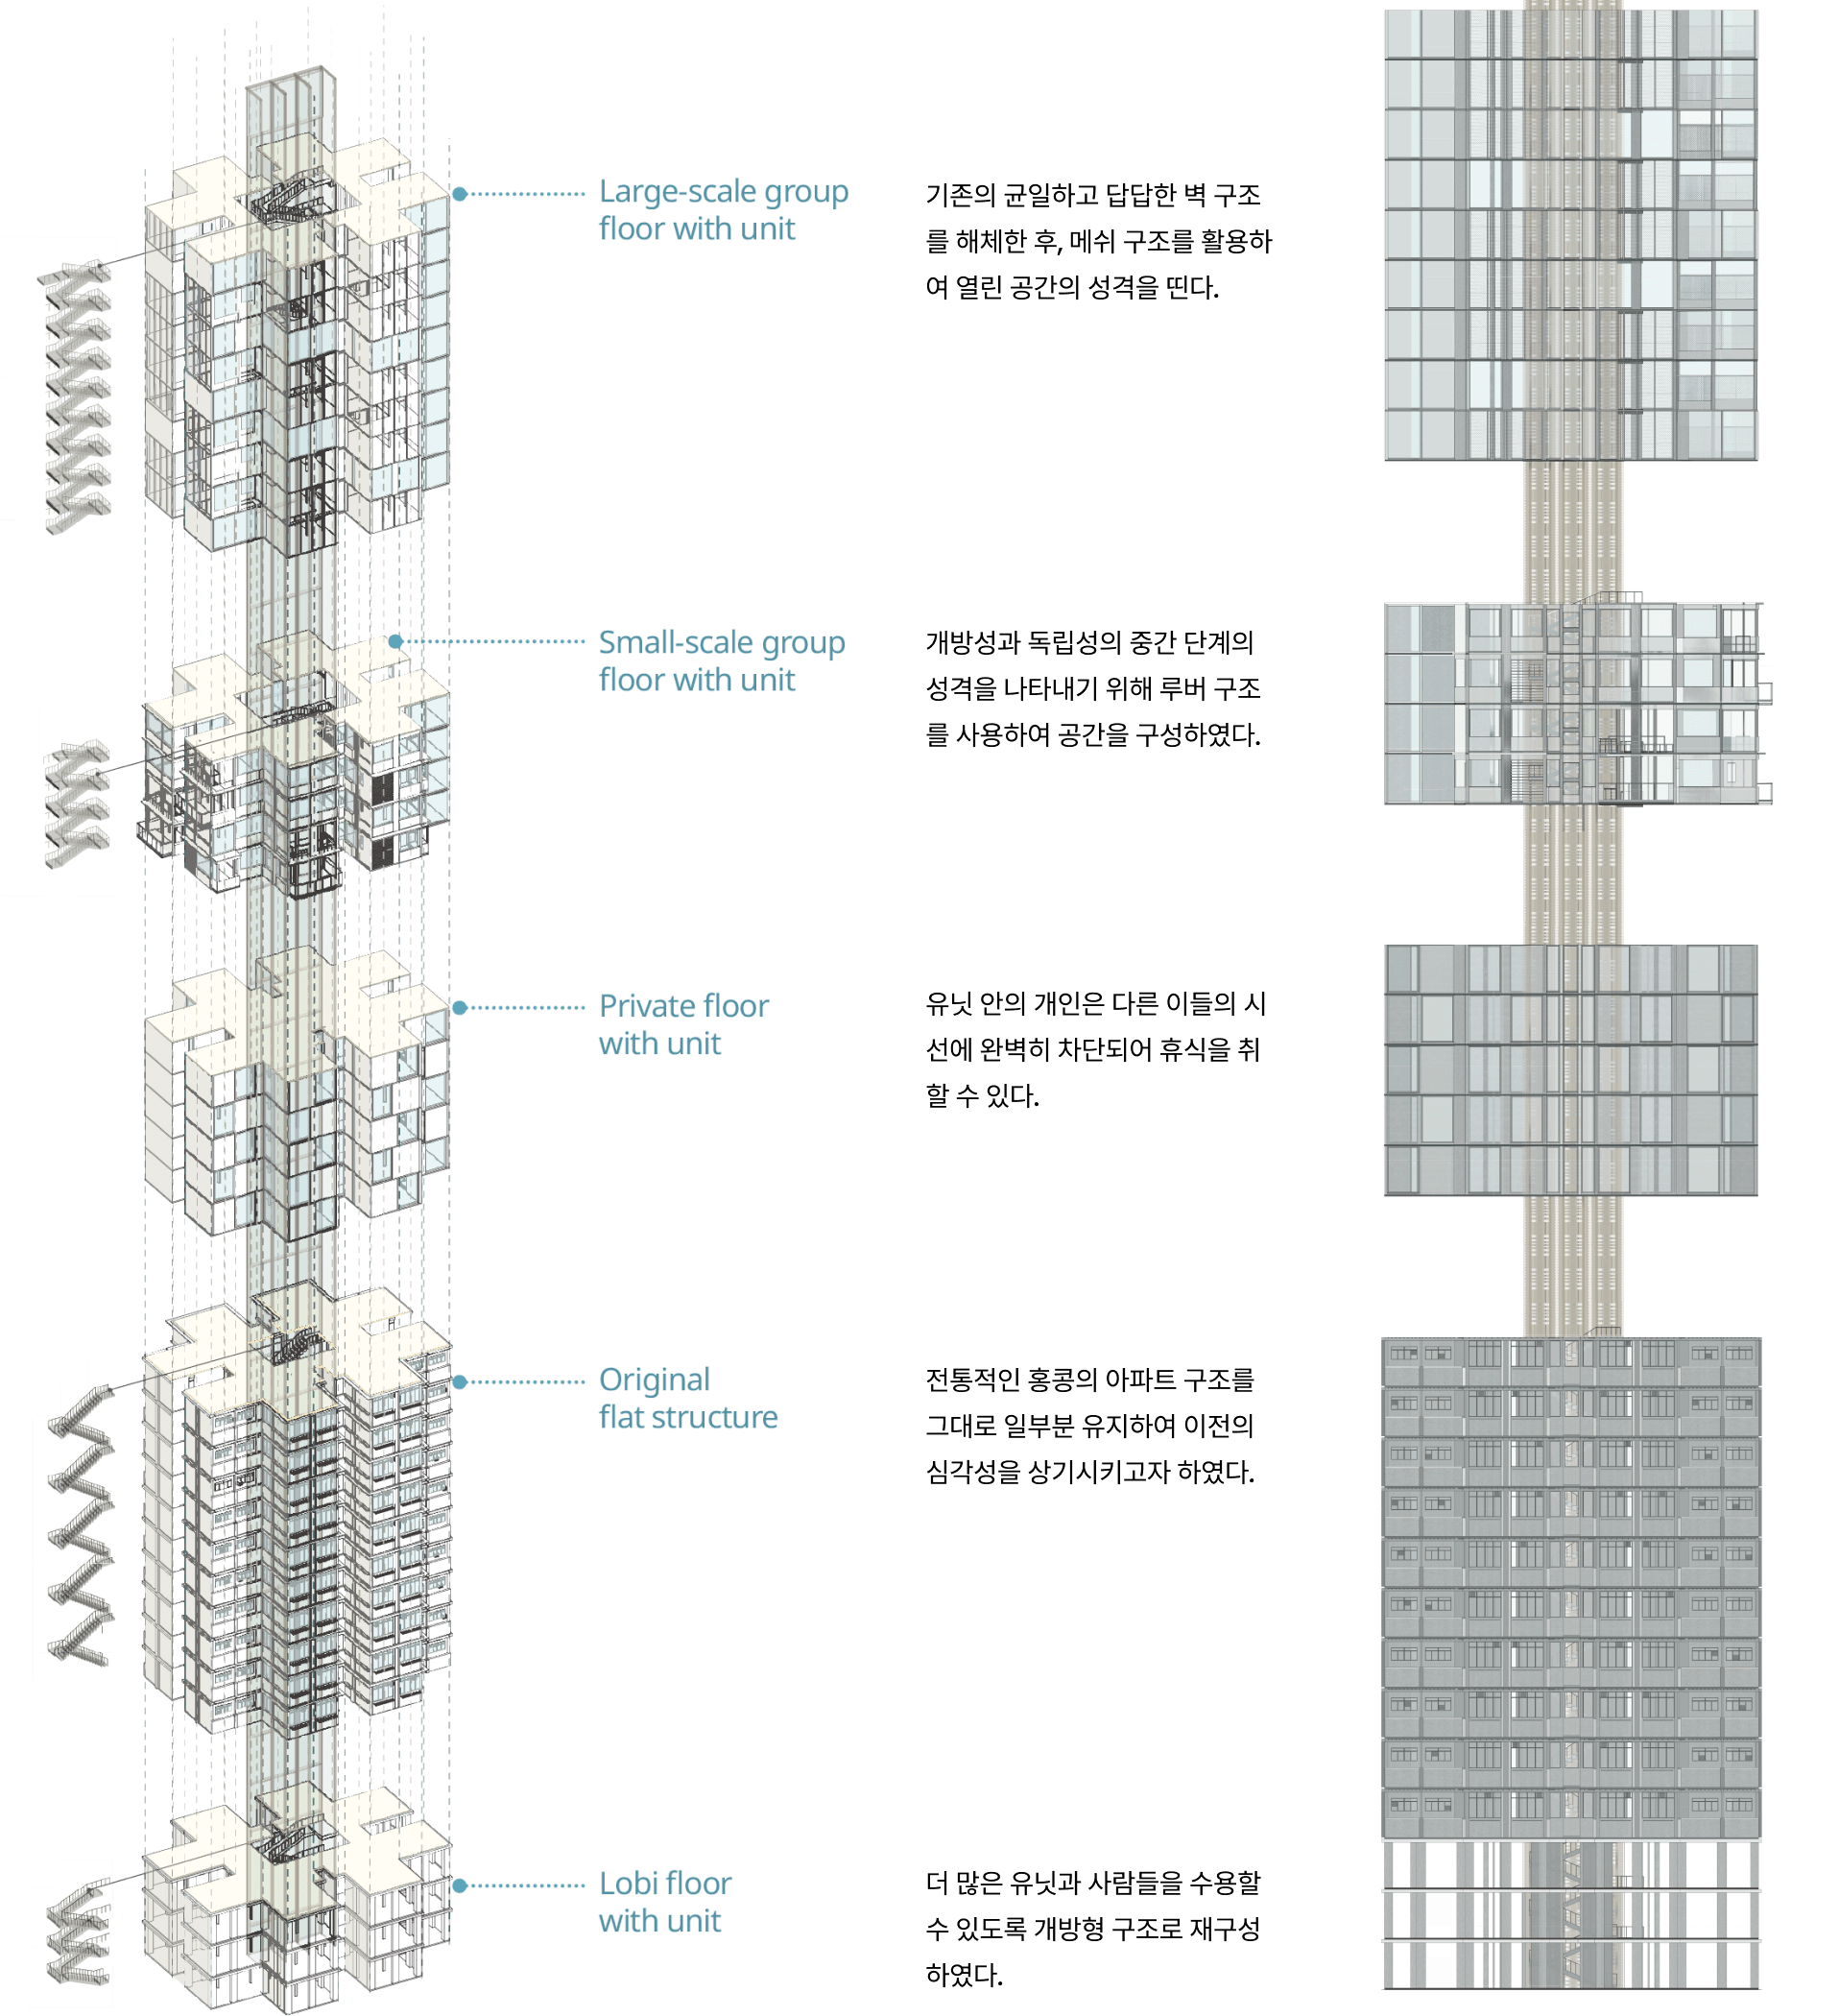 Large-scale group
floor with unit
기존의 균일하고 답답한 벽 구조
를 해체한 후, 메쉬 구조를 활용하
여 열린 공간의 성격을 띤다.
Small-scale group
floor with unit
개방성과 독립성의 중간 단계의
성격을 나타내기 위해 루버 구조
를 사용하여 공간을 구성하였다.
Private floor
with unit
유닛 안의 개인은 다른 이들의 시
선에 완벽히 차단되어 휴식을 취
할 수 있다.
Original
flat structure
전통적인 홍콩의 아파트 구조를
그대로 일부분 유지하여 이전의
심각성을 상기시키고자 하였다.
Lobi floor
with unit
더 많은 유닛과 사람들을 수용할
수 있도록 개방형 구조로 재구성
하였다.